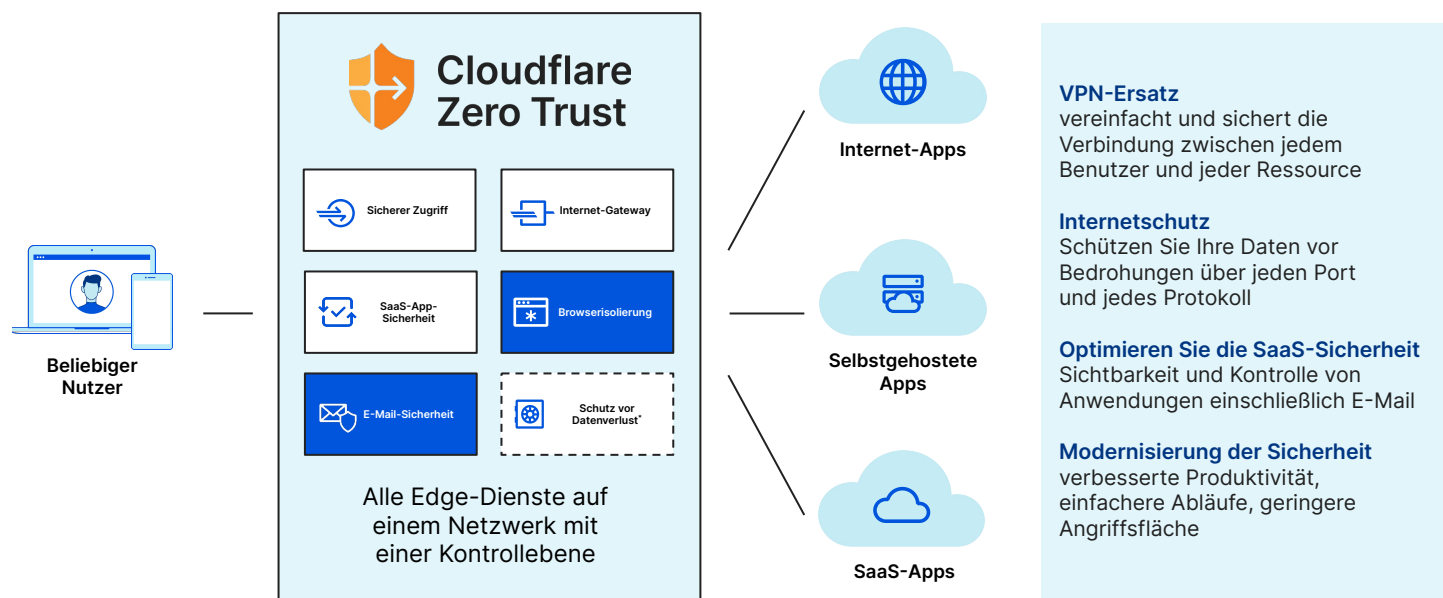 Beliebiger
Nutzer
Cloudflare
Zero Trust
Sicherer Zugriff
Internet-Gateway
SaaS-App-
Sicherheit
Browserisolierung
E-Mail-Sicherheit
Schutz vor
Datenverlust*
Alle Edge-Dienste auf
einem Netzwerk mit
einer Kontrollebene
Internet-Apps
Selbstgehostete
Apps
SaaS-Apps
VPN-Ersatz
vereinfacht und sichert die
Verbindung zwischen jedem
Benutzer und jeder Ressource
Internetschutz
Schützen Sie Ihre Daten vor
Bedrohungen über jeden Port
und jedes Protokoll
Optimieren Sie die SaaS-Sicherheit
Sichtbarkeit und Kontrolle von
Anwendungen einschließlich E-Mail
Modernisierung der Sicherheit
verbesserte Produktivität,
einfachere Abläufe, geringere
Angriffsfläche